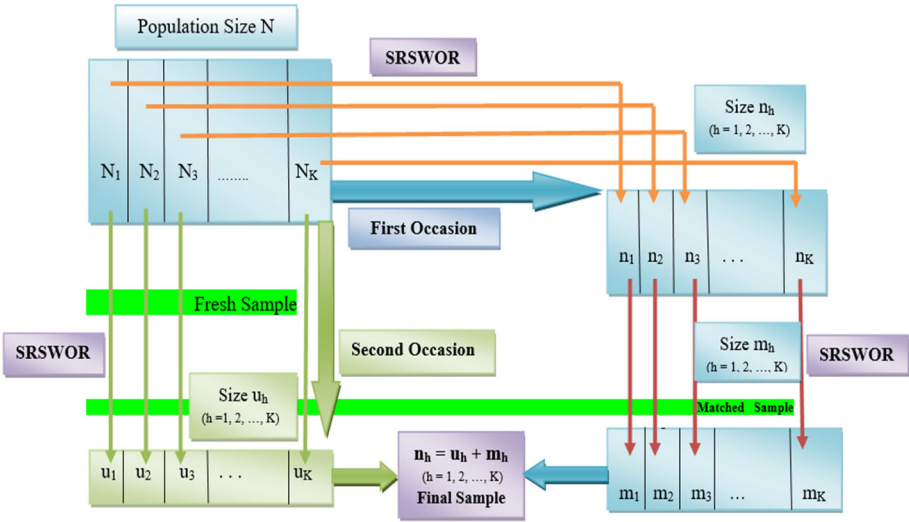 Population Size N
SRSWOR
Size nh
(h = 1, 2, ..., K)
N1 N2 N3 ........ NK
First Occasion
n1 n2 n3 ... nK
Fresh Sample
SRSWOR
Second Occasion
Size mh
(h = 1, 2, ..., K)
SRSWOR
Size uh
(h =1, 2, ..., K)
Matched Sample
nh = uh + mh
(h = 1, 2, ..., K)
Final Sample
u1 u2 u3 ... uK
m1 m2 m3 ... mK